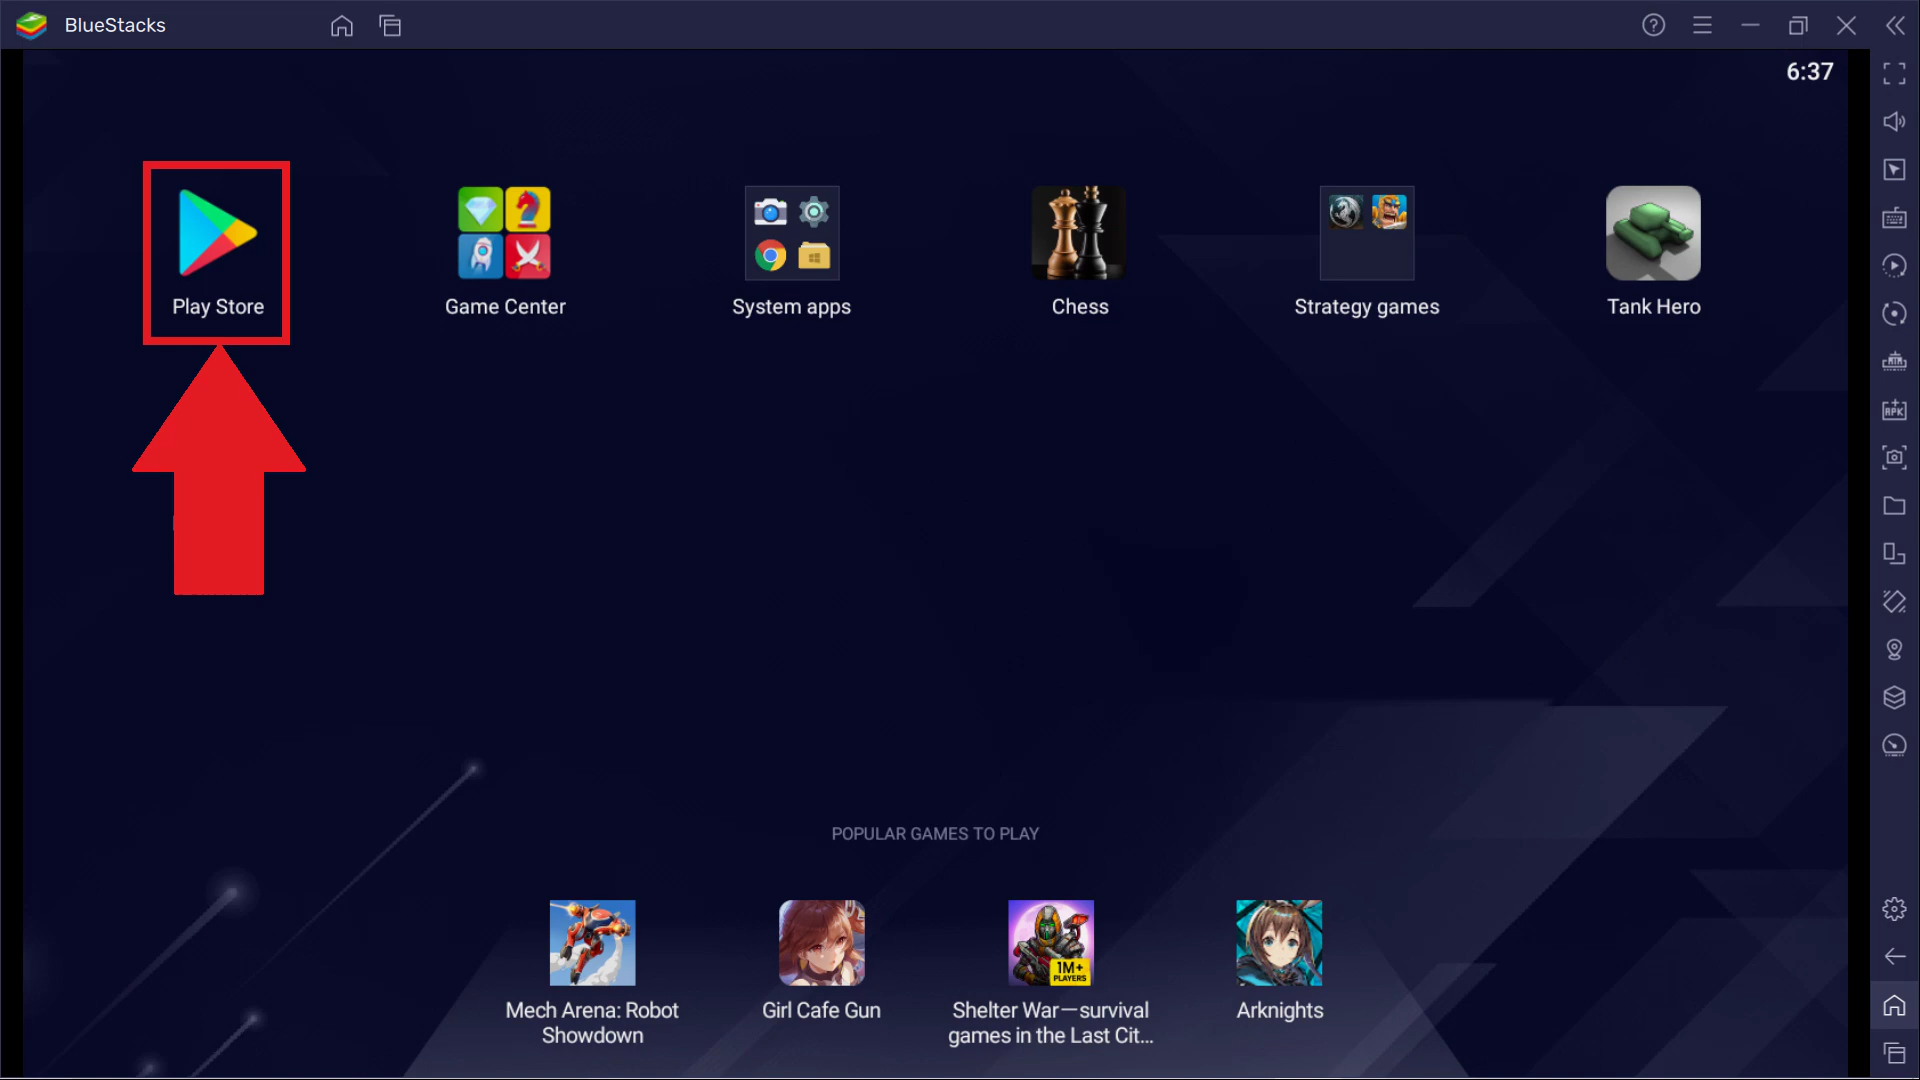 BlueStacks
6:37
Play Store
Game Center
System apps
Chess
Strategy games
Tank Hero
APK
POPULAR GAMES TO PLAY
1M+
PLAYERS
Mech Arena: Robot
Showdown
Girl Cafe Gun
Shelter War—survival
games in the Last Cit...
Arknights